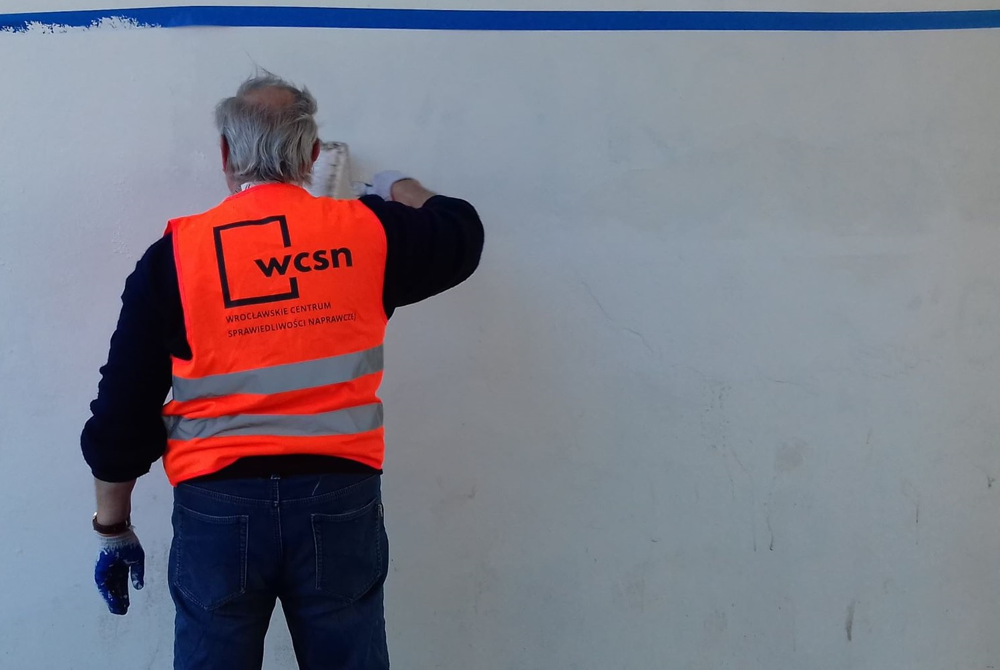 wcsn
WROCŁAWSKIE CENTRUM
SPRAWIEDLIWOŚCI NAPRAWCZEJ